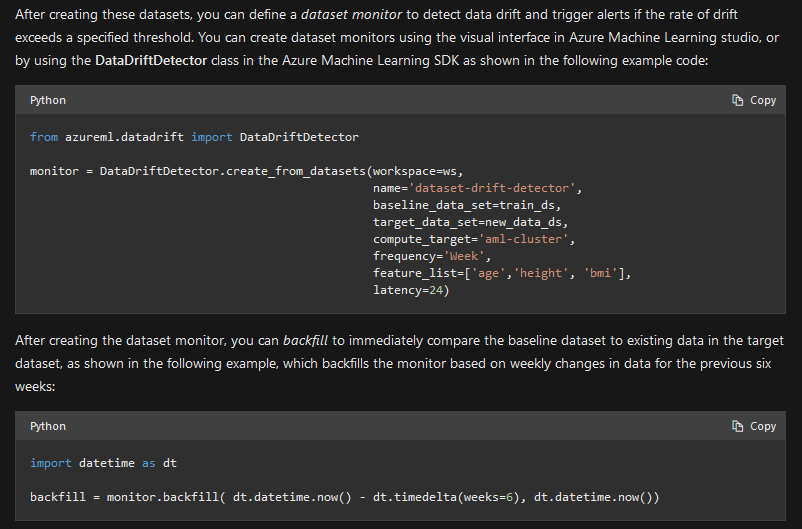 After creating these datasets, you can define a dataset monitor to detect data drift and trigger alerts if the rate of drift
exceeds a specified threshold. You can create dataset monitors using the visual interface in Azure Machine Learning studio, or
by using the DataDriftDetector class in the Azure Machine Learning SDK as shown in the following example code:
Python Copy
from azureml.datadrift import DataDriftDetector
monitor = DataDriftDetector.create_from_datasets(workspace=ws,
name='dataset-drift-detector',
baseline_data_set=train_ds,
target_data_set=new_data_ds,
compute_target='aml-cluster',
frequency='Week',
feature_list=['age','height', 'bmi'],
latency=24)
After creating the dataset monitor, you can backfill to immediately compare the baseline dataset to existing data in the target
dataset, as shown in the following example, which backfills the monitor based on weekly changes in data for the previous six
weeks:
Python Copy
import datetime as dt
backfill = monitor.backfill( dt.datetime.now() - dt.timedelta(weeks=6), dt.datetime.now())